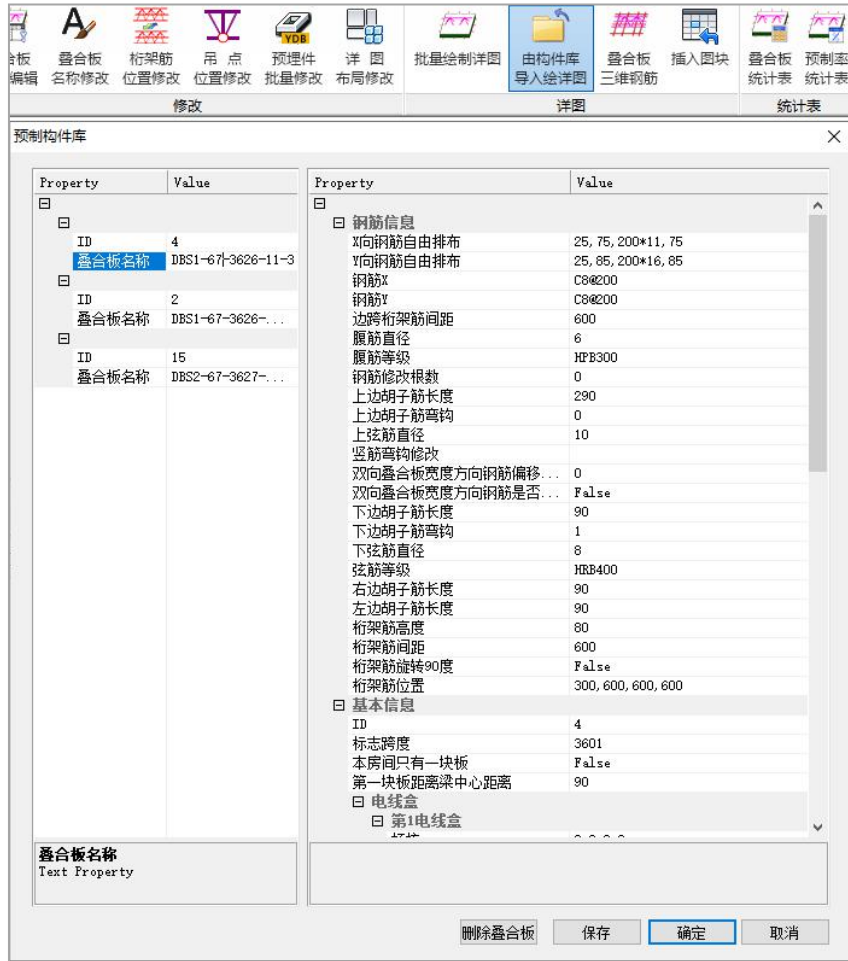 YDB
叠合板 桁架筋 吊 点 预埋件 详 图 批量绘制详图 由构件库 叠合板 插入图块 叠合板 预制率
编辑 名称修改 位置修改 位置修改 批量修改 布局修改 导入绘详图 三维钢筋 统计表 统计表
修改 详图 统计表
预制构件库
Property Value
ID 4
叠合板名称 DBS1-67-3626-11-3
ID 2
叠合板名称 DBS1-67-3626-...
ID 15
叠合板名称 DBS2-67-3627-...
叠合板名称
Text Property
Property Value
钢筋信息
X向钢筋自由排布 25,75,200*11,75
Y向钢筋自由排布 25,85,200*16,85
钢筋X C8@200
钢筋Y C8@200
边跨桁架筋间距 600
腹筋直径 6
腹筋等级 HPB300
钢筋修改根数 0
上边胡子筋长度 290
上边胡子筋弯钩 0
上弦筋直径 10
竖筋弯钩修改
双向叠合板宽度方向钢筋偏移... 0
双向叠合板宽度方向钢筋是否... False
下边胡子筋长度 90
下边胡子筋弯钩 1
下弦筋直径 8
弦筋等级 HRB400
右边胡子筋长度 90
左边胡子筋长度 90
桁架筋高度 80
桁架筋间距 600
桁架筋旋转90度 False
桁架筋位置 300,600,600,600
基本信息
ID 4
标志跨度 3601
本房间只有一块板 False
第一块板距离梁中心距离 90
电线盒
第1电线盒
删除叠合板 保存 确定 取消